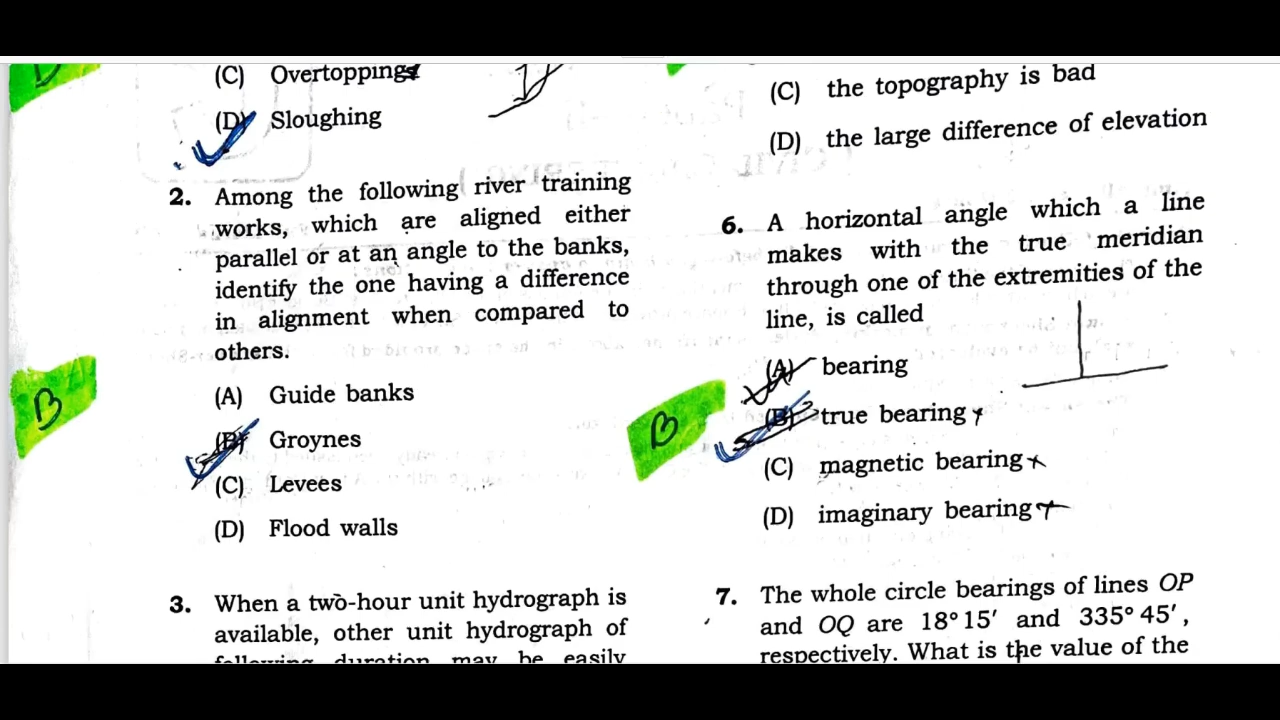 (C) Overtopping
(D) Sloughing
2. Among the following river training
works, which are aligned either
parallel or at an angle to the banks,
identify the one having a difference
in alignment when compared to
others.
(A) Guide banks
(B) Groynes
(C) Levees
(D) Flood walls
B
3. When a two-hour unit hydrograph is
available, other unit hydrograph of
following duration may be easily
(C) the topography is bad
(D) the large difference of elevation
6. A horizontal angle which a line
makes with the true meridian
through one of the extremities of the
line, is called
(A) bearing
(B) true bearing
(C) magnetic bearing
(D) imaginary bearing
B
7. The whole circle bearings of lines OP
and OQ are 18° 15′ and 335° 45′,
respectively. What is the value of the